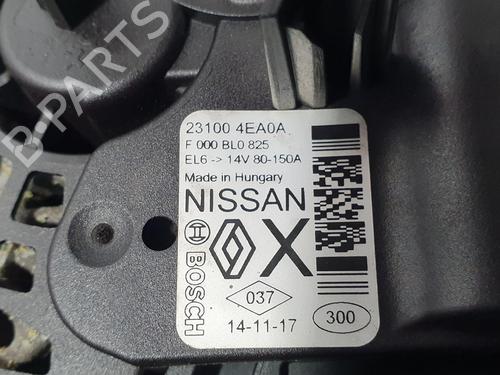 B-PARTS
23100 4EA0A
F 000 BL0 825
EL6 -> 14V 80-150A
Made in Hungary
NISSAN
BOSCH
X
037
14-11-17
300